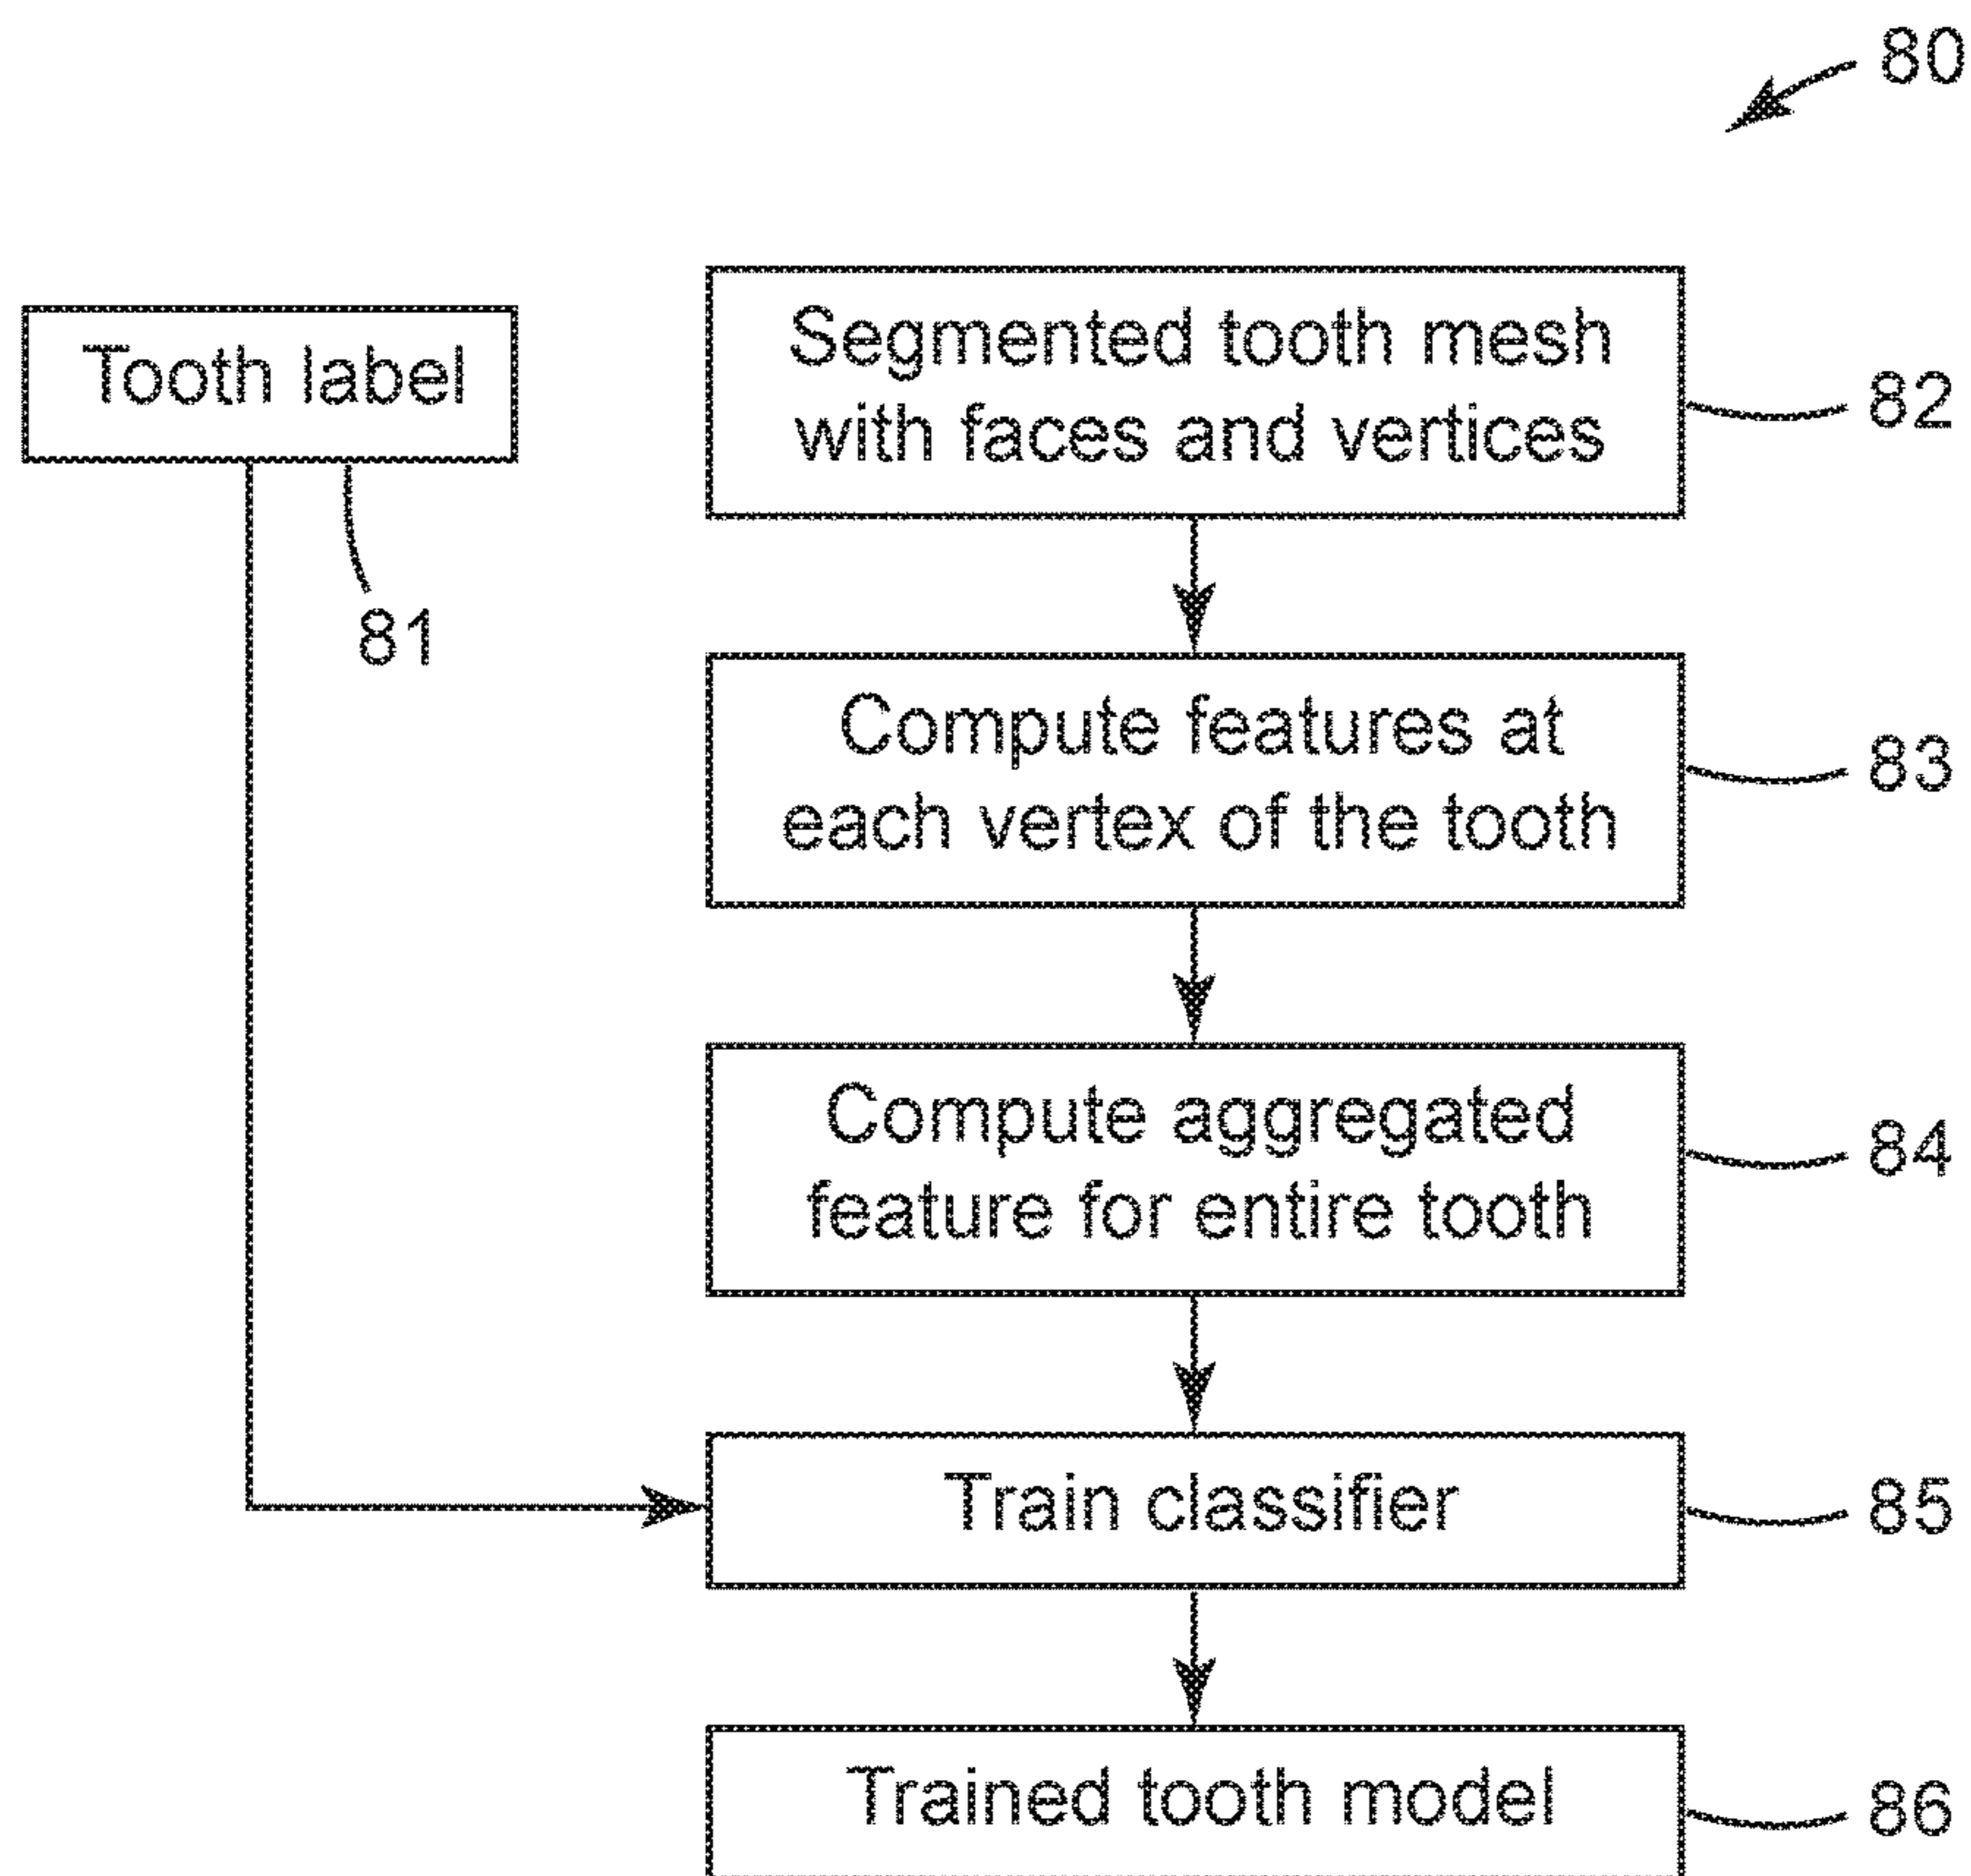 80
Tooth label
81
Segmented tooth mesh
with faces and vertices
82
Compute features at
each vertex of the tooth
83
Compute aggregated
feature for entire tooth
84
Train classifier
85
Trained tooth model
86